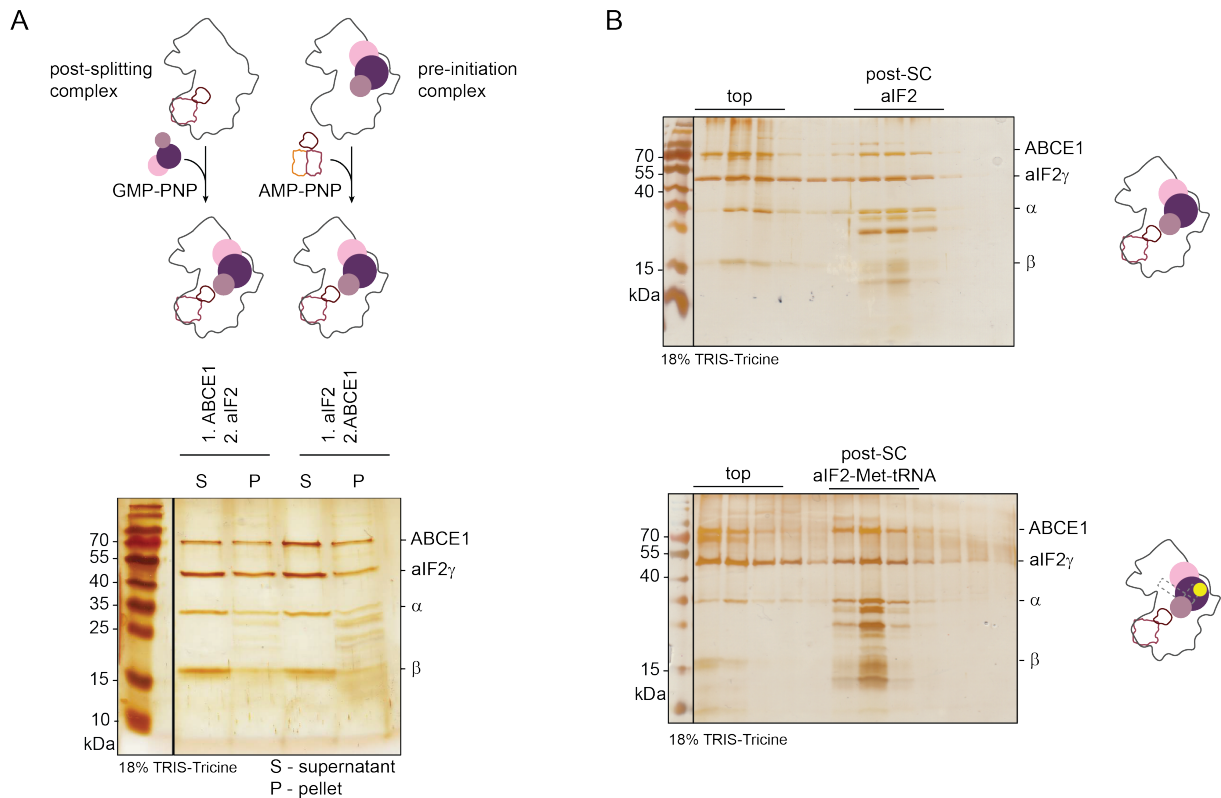 A
post-splitting
complex
pre-initiation
complex
GMP-PNP
AMP-PNP
1. ABCE1
2. aIF2
1. aIF2
2.ABCE1
S
P
S
P
70
55
40
35
25
15
10
kDa
ABCE1
aIF2γ
α
β
18% TRIS-Tricine
S - supernatant
P - pellet
B
top
post-SC
aIF2
70
55
40
15
kDa
ABCE1
aIF2γ
α
β
18% TRIS-Tricine
top
post-SC
aIF2-Met-tRNA
70
55
40
15
kDa
ABCE1
aIF2γ
α
β
18% TRIS-Tricine